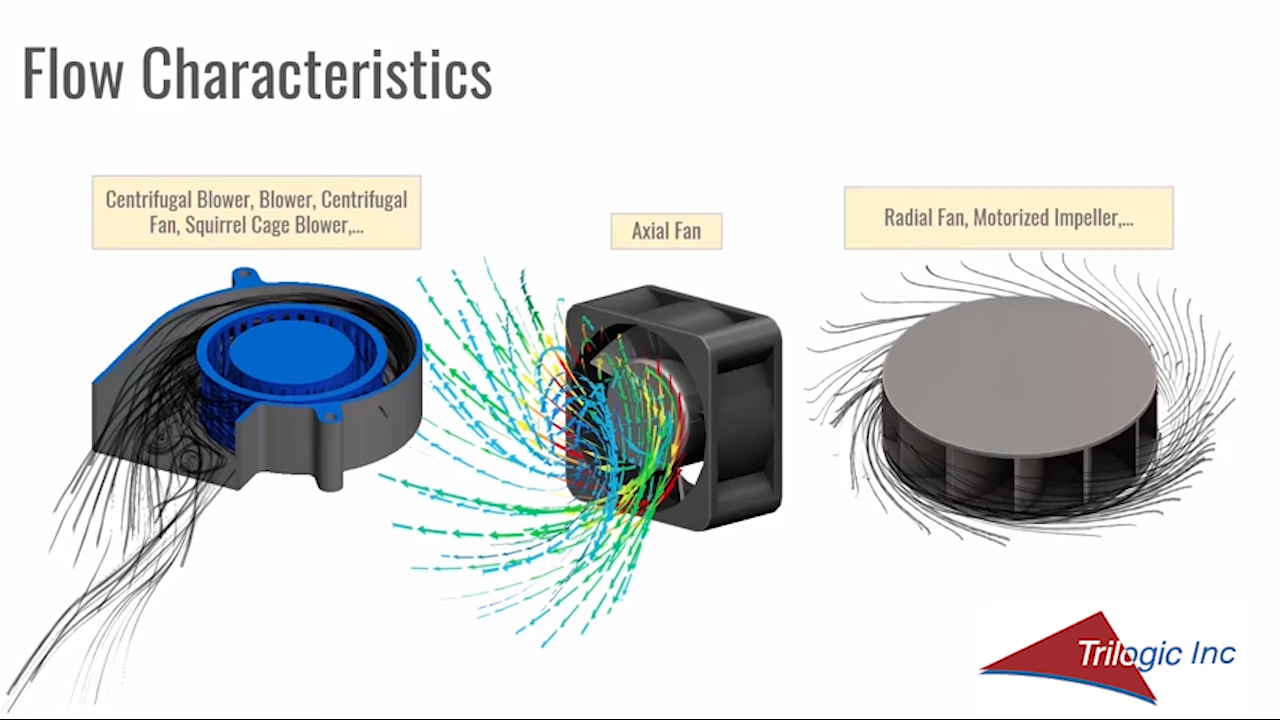 Flow Characteristics
Centrifugal Blower, Blower, Centrifugal
Fan, Squirrel Cage Blower,...
Axial Fan
Radial Fan, Motorized Impeller,...
Trilogic Inc